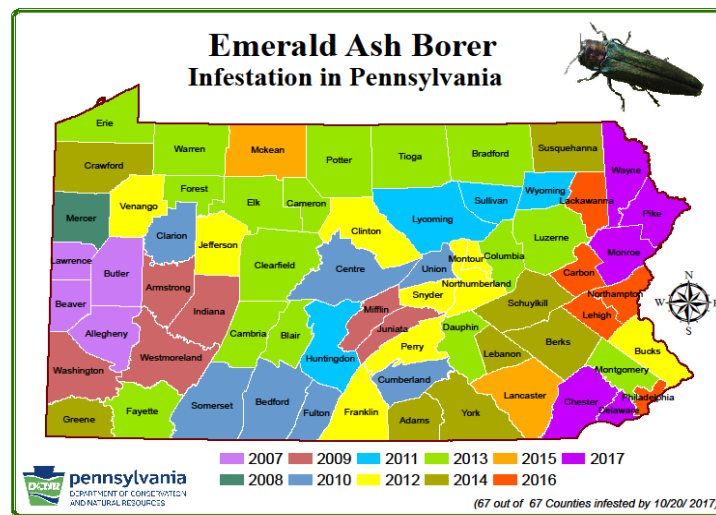 Emerald Ash Borer
Infestation in Pennsylvania
Erie
Warren
Mckean
Potter
Tioga
Bradford
Susquehanna
Wayne
Crawford
Forest
Elk
Cameron
Wyoming
Sullivan
Lackawanna
Pike
Mercer
Venango
Clarion
Jefferson
Clinton
Lycoming
Luzerne
Monroe
Lawrence
Butler
Armstrong
Clearfield
Centre
Union
Montour
Columbia
Carbon
Northampton
Beaver
Indiana
Snyder
Northumberland
Schuylkill
Lehigh
Allegheny
Cambria
Blair
Mifflin
Juniata
Dauphin
Westmoreland
Huntingdon
Perry
Lebanon
Berks
Bucks
Washington
Cumberland
Montgomery
Greene
Fayette
Somerset
Bedford
Fulton
Franklin
Adams
York
Lancaster
Chester
Delaware
Philadelphia
N
W
E
S
2007 2009 2011 2013 2015 2017
2008 2010 2012 2014 2016
DCNR
pennsylvania
DEPARTMENT OF CONSERVATION
AND NATURAL RESOURCES
(67 out of 67 Counties infested by 10/20/ 2017)